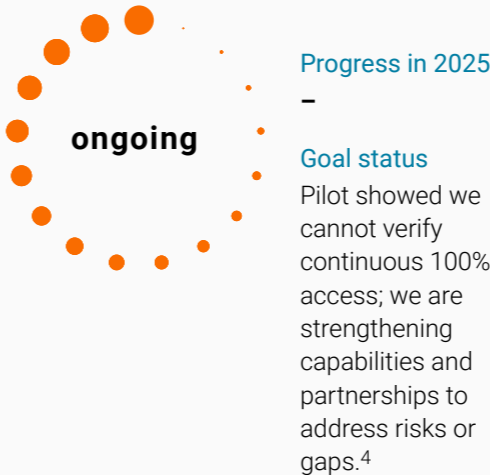 ongoing
Progress in 2025
–
Goal status
Pilot showed we
cannot verify
continuous 100%
access; we are
strengthening
capabilities and
partnerships to
address risks or
gaps.4